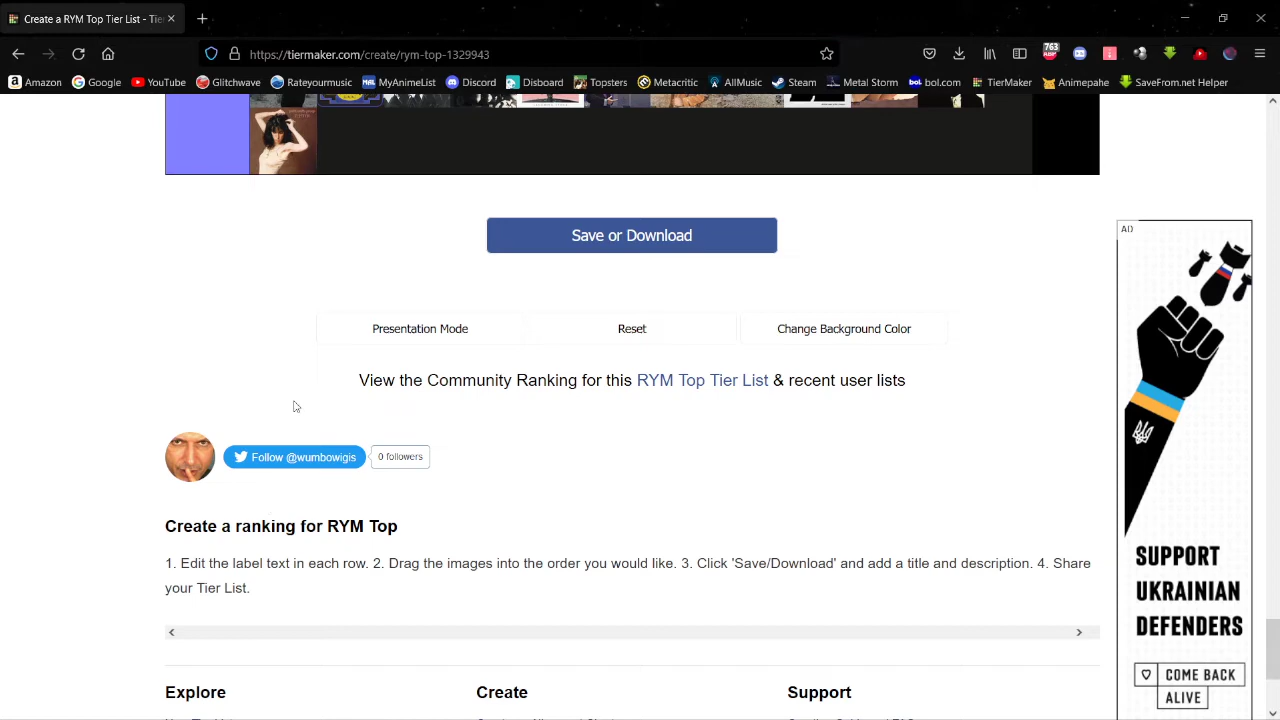 Create a RYM Top Tier List - Tie
https://tiermaker.com/create/rym-top-1329943
763
Amazon Google YouTube Glitchwave Rateyourmusic MyAnimeList Discord Disboard Topsters Metacritic AllMusic Steam Metal Storm bol.com TierMaker Animepahe SaveFrom.net Helper
Save or Download
Presentation Mode Reset Change Background Color
View the Community Ranking for this RYM Top Tier List & recent user lists
Follow @wumbowigis 0 followers
Create a ranking for RYM Top
1. Edit the label text in each row. 2. Drag the images into the order you would like. 3. Click 'Save/Download' and add a title and description. 4. Share
your Tier List.
Explore Create Support
SUPPORT
UKRAINIAN
DEFENDERS
COME BACK
ALIVE